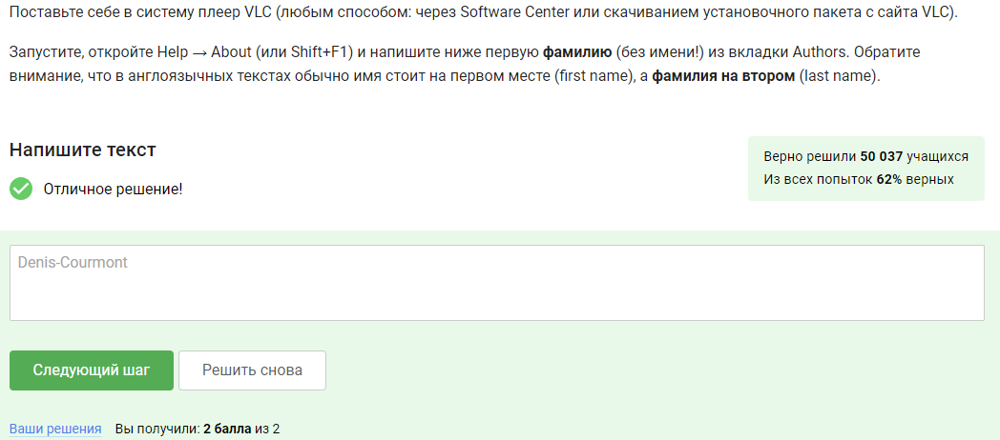 Поставьте себе в систему плеер VLC (любым способом: через Software Center или скачиванием установочного пакета с сайта VLC).
Запустите, откройте Help → About (или Shift+F1) и напишите ниже первую фамилию (без имени!) из вкладки Authors. Обратите
внимание, что в англоязычных текстах обычно имя стоит на первом месте (first name), а фамилия на втором (last name).
Напишите текст
Отличное решение!
Верно решили 50 037 учащихся
Из всех попыток 62% верных
Denis-Courmont
Следующий шаг
Решить снова
Ваши решения Вы получили: 2 балла из 2